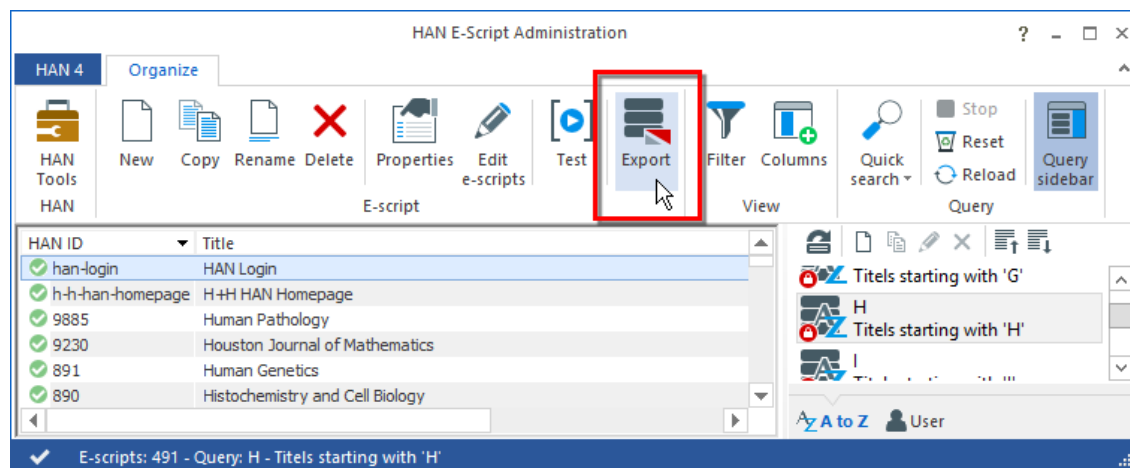 HAN E-Script Administration
?
HAN 4 Organize
HAN Tools
New
Copy
Rename
Delete
Properties
Edit e-scripts
Test
Export
Filter
Columns
Quick search
Stop
Reset
Reload
Query sidebar
HAN
E-script
View
Query
HAN ID Title
han-login HAN Login
h-h-han-homepage H+H HAN Homepage
9885 Human Pathology
9230 Houston Journal of Mathematics
891 Human Genetics
890 Histochemistry and Cell Biology
Titels starting with 'G'
H
Titels starting with 'H'
I
A to Z User
E-scripts: 491 - Query: H - Titels starting with 'H'